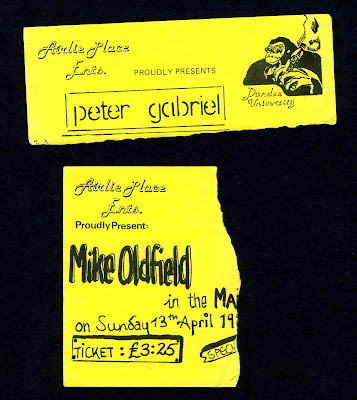 Airlie Place
Ents.
PROUDLY PRESENTS
peter gabriel
Dundee
University
Airlie Place
Ents.
Proudly Present:
Mike Oldfield
in the MA
on Sunday 13th April 19
TICKET : £3:25
SPECI